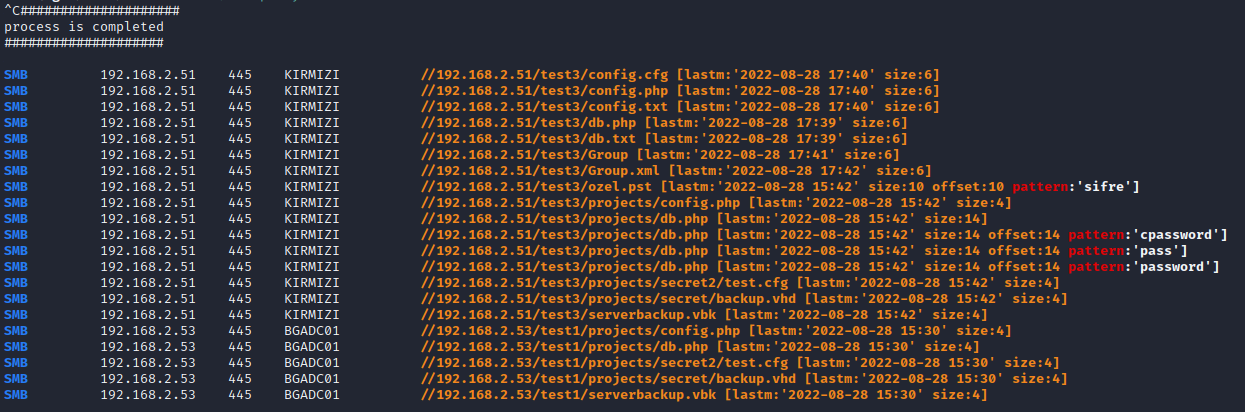 ^C####################
process is completed
####################
SMB 192.168.2.51 445 KIRMIZI //192.168.2.51/test3/config.cfg [lastm:'2022-08-28 17:40' size:6]
SMB 192.168.2.51 445 KIRMIZI //192.168.2.51/test3/config.php [lastm:'2022-08-28 17:40' size:6]
SMB 192.168.2.51 445 KIRMIZI //192.168.2.51/test3/config.txt [lastm:'2022-08-28 17:40' size:6]
SMB 192.168.2.51 445 KIRMIZI //192.168.2.51/test3/db.php [lastm:'2022-08-28 17:39' size:6]
SMB 192.168.2.51 445 KIRMIZI //192.168.2.51/test3/db.txt [lastm:'2022-08-28 17:39' size:6]
SMB 192.168.2.51 445 KIRMIZI //192.168.2.51/test3/Group [lastm:'2022-08-28 17:41' size:6]
SMB 192.168.2.51 445 KIRMIZI //192.168.2.51/test3/Group.xml [lastm:'2022-08-28 17:42' size:6]
SMB 192.168.2.51 445 KIRMIZI //192.168.2.51/test3/ozel.pst [lastm:'2022-08-28 15:42' size:10 offset:10 pattern:'sifre']
SMB 192.168.2.51 445 KIRMIZI //192.168.2.51/test3/projects/config.php [lastm:'2022-08-28 15:42' size:4]
SMB 192.168.2.51 445 KIRMIZI //192.168.2.51/test3/projects/db.php [lastm:'2022-08-28 15:42' size:14]
SMB 192.168.2.51 445 KIRMIZI //192.168.2.51/test3/projects/db.php [lastm:'2022-08-28 15:42' size:14 offset:14 pattern:'cpassword']
SMB 192.168.2.51 445 KIRMIZI //192.168.2.51/test3/projects/db.php [lastm:'2022-08-28 15:42' size:14 offset:14 pattern:'pass']
SMB 192.168.2.51 445 KIRMIZI //192.168.2.51/test3/projects/db.php [lastm:'2022-08-28 15:42' size:14 offset:14 pattern:'password']
SMB 192.168.2.51 445 KIRMIZI //192.168.2.51/test3/projects/secret2/test.cfg [lastm:'2022-08-28 15:42' size:4]
SMB 192.168.2.51 445 KIRMIZI //192.168.2.51/test3/projects/secret/backup.vhd [lastm:'2022-08-28 15:42' size:4]
SMB 192.168.2.51 445 KIRMIZI //192.168.2.51/test3/serverbackup.vbk [lastm:'2022-08-28 15:42' size:4]
SMB 192.168.2.53 445 BGADC01 //192.168.2.53/test1/projects/config.php [lastm:'2022-08-28 15:30' size:4]
SMB 192.168.2.53 445 BGADC01 //192.168.2.53/test1/projects/db.php [lastm:'2022-08-28 15:30' size:4]
SMB 192.168.2.53 445 BGADC01 //192.168.2.53/test1/projects/secret2/test.cfg [lastm:'2022-08-28 15:30' size:4]
SMB 192.168.2.53 445 BGADC01 //192.168.2.53/test1/projects/secret/backup.vhd [lastm:'2022-08-28 15:30' size:4]
SMB 192.168.2.53 445 BGADC01 //192.168.2.53/test1/serverbackup.vbk [lastm:'2022-08-28 15:30' size:4]